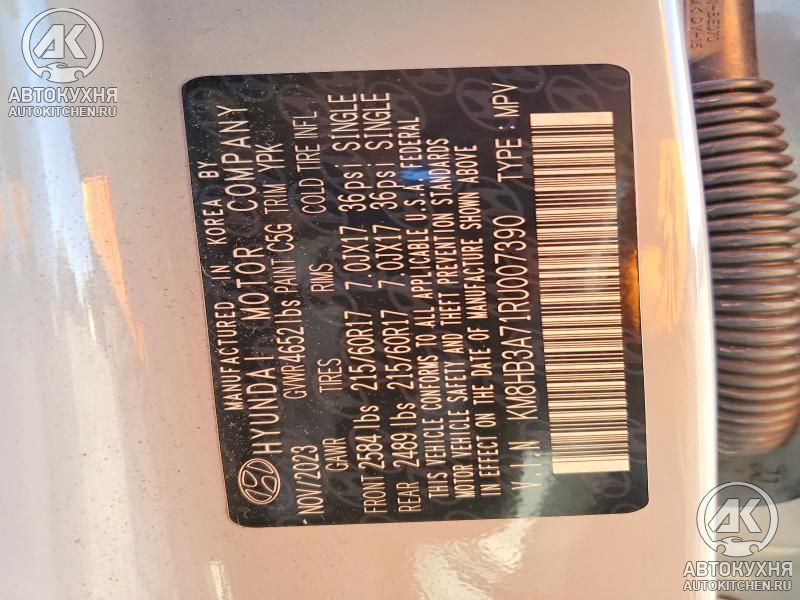 AK
АВТОКУХНЯ
AUTOKITCHEN.RU
MANUFACTURED IN KOREA BY
HYUNDAI MOTOR COMPANY
NOV/2023 GVWR 4652 lbs PAINT C5G TRIM YPK
GAWR TIRES RIMS COLD TIRE INFL
FRONT 2584 lbs 215/60R17 7.0JX17 36psi SINGLE
REAR 2489 lbs 215/60R17 7.0JX17 36psi SINGLE
THIS VEHICLE CONFORMS TO ALL APPLICABLE U.S.A. FEDERAL
MOTOR VEHICLE SAFETY AND THEFT PREVENTION STANDARDS
IN EFFECT ON THE DATE OF MANUFACTURE SHOWN ABOVE
V.I.N KM8HB3A71RU007390 TYPE : MPV
AK
АВТОКУХНЯ
AUTOKITCHEN.RU